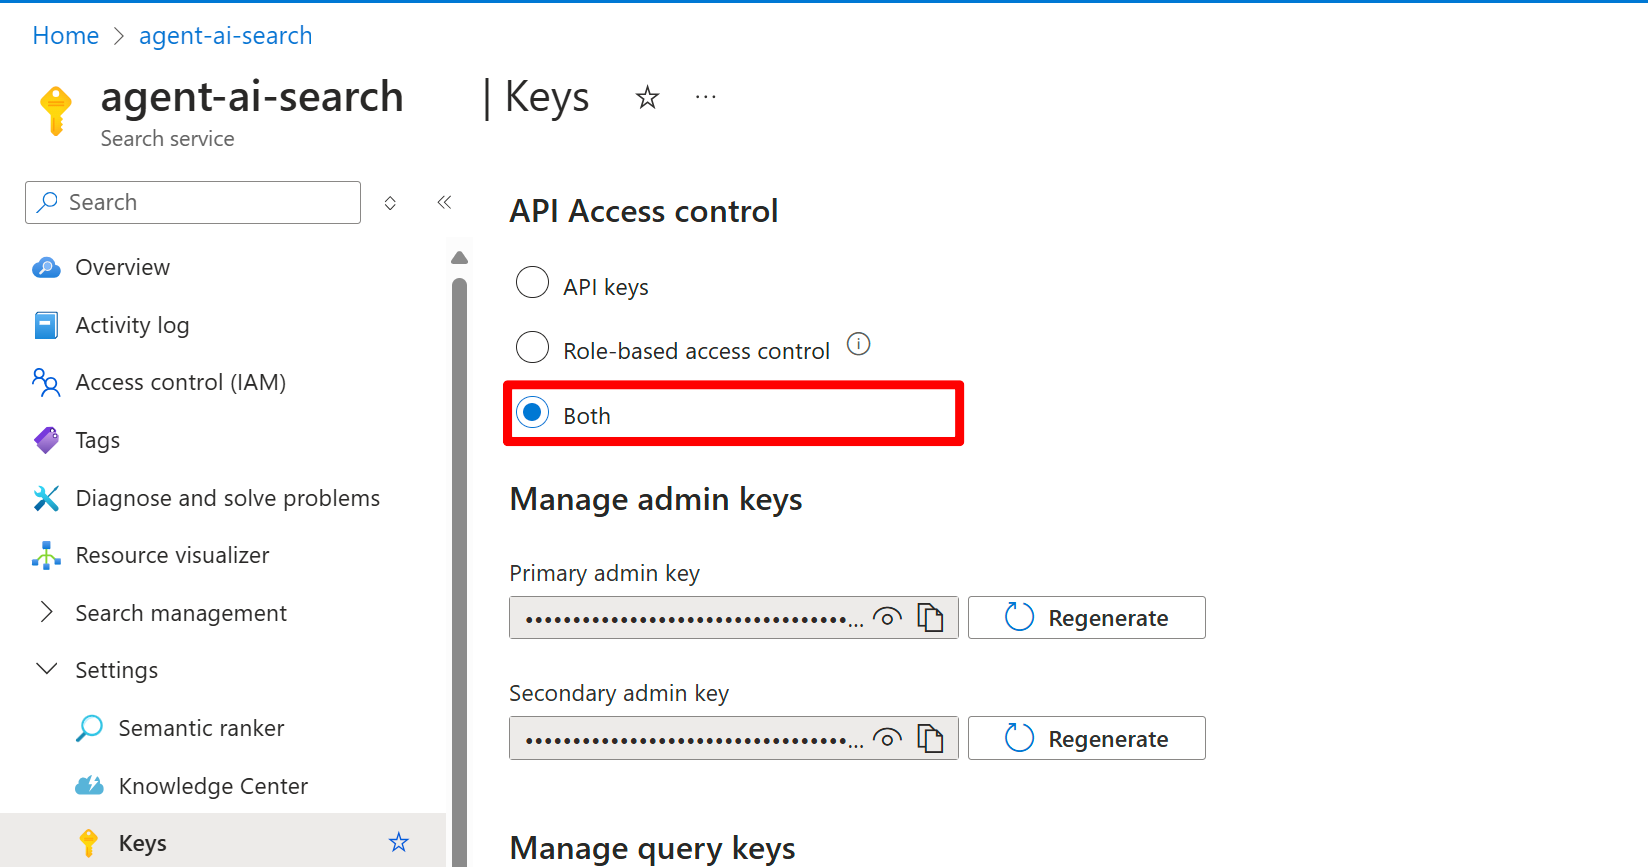 Home > agent-ai-search
agent-ai-search | Keys ☆ ...
Search service
Search
Overview
Activity log
Access control (IAM)
Tags
Diagnose and solve problems
Resource visualizer
Search management
Settings
Semantic ranker
Knowledge Center
Keys
API Access control
API keys
Role-based access control
Both
Manage admin keys
Primary admin key
••••••••••••••••••••••••••••••••••... Regenerate
Secondary admin key
••••••••••••••••••••••••••••••••••... Regenerate
Manage query keys